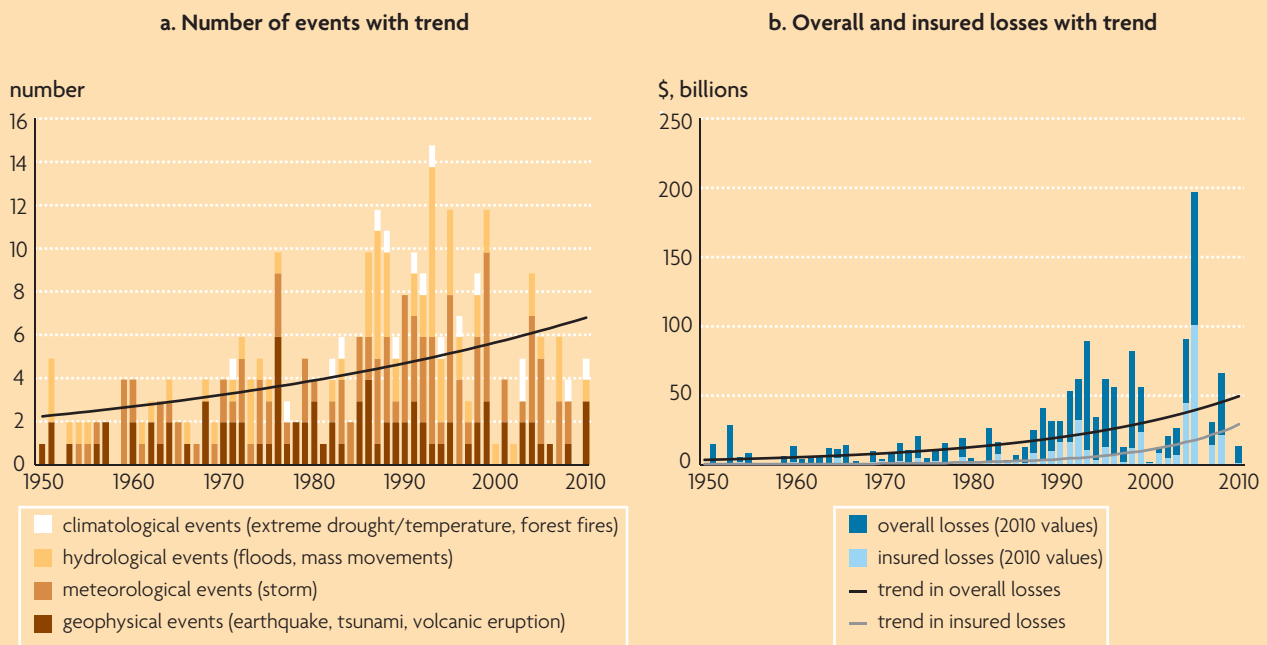 a. Number of events with trend
number
16
14
12
10
8
6
4
2
0
1950 1960 1970 1980 1990 2000 2010
climatological events (extreme drought/temperature, forest fires)
hydrological events (floods, mass movements)
meteorological events (storm)
geophysical events (earthquake, tsunami, volcanic eruption)
b. Overall and insured losses with trend
$, billions
250
200
150
100
50
0
1950 1960 1970 1980 1990 2000 2010
overall losses (2010 values)
insured losses (2010 values)
trend in overall losses
trend in insured losses